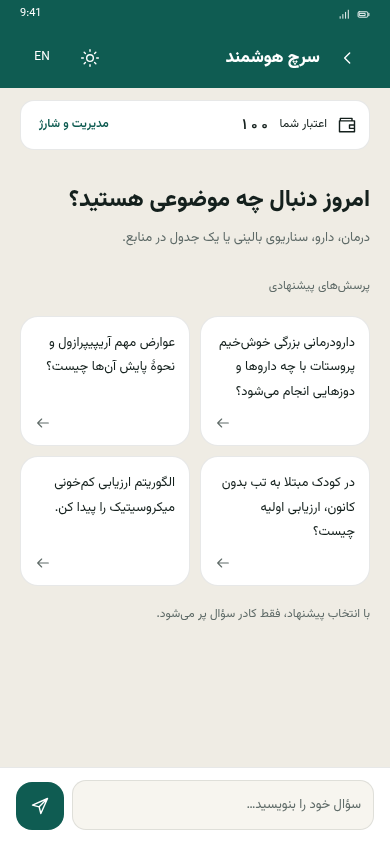 9:41
سرچ هوشمند
EN
اعتبار شما ۱۰۰
مدیریت و شارژ
امروز دنبال چه موضوعی هستید؟
درمان، دارو، سناریوی بالینی یا یک جدول در منابع.
پرسش‌های پیشنهادی
دارودرمانی بزرگی خوش‌خیم
پروستات با چه داروها و
دوزهایی انجام می‌شود؟
عوارض مهم آریپیپرازول و
نحوهٔ پایش آن‌ها چیست؟
در کودک مبتلا به تب بدون
کانون، ارزیابی اولیه
چیست؟
الگوریتم ارزیابی کم‌خونی
میکروسیتیک را پیدا کن.
با انتخاب پیشنهاد، فقط کادر سؤال پر می‌شود.
سؤال خود را بنویسید…